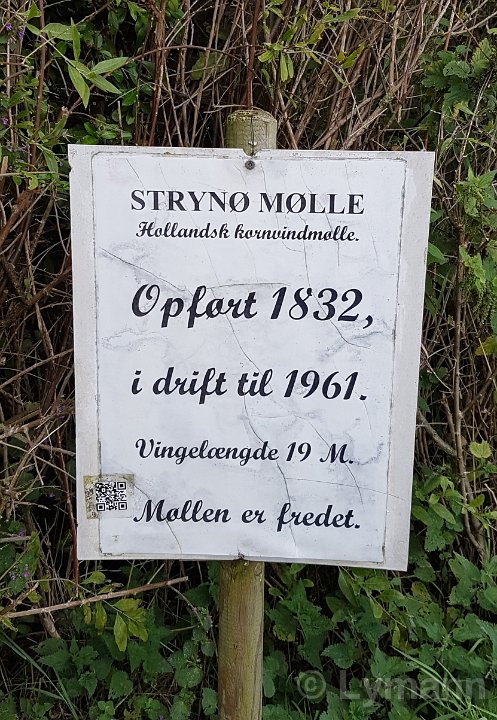 STRYNØ MØLLE
Hollandsk kornvindmølle.
Opført 1832,
i drift til 1961.
Vingelængde 19 M.
Møllen er fredet.
© Lymann